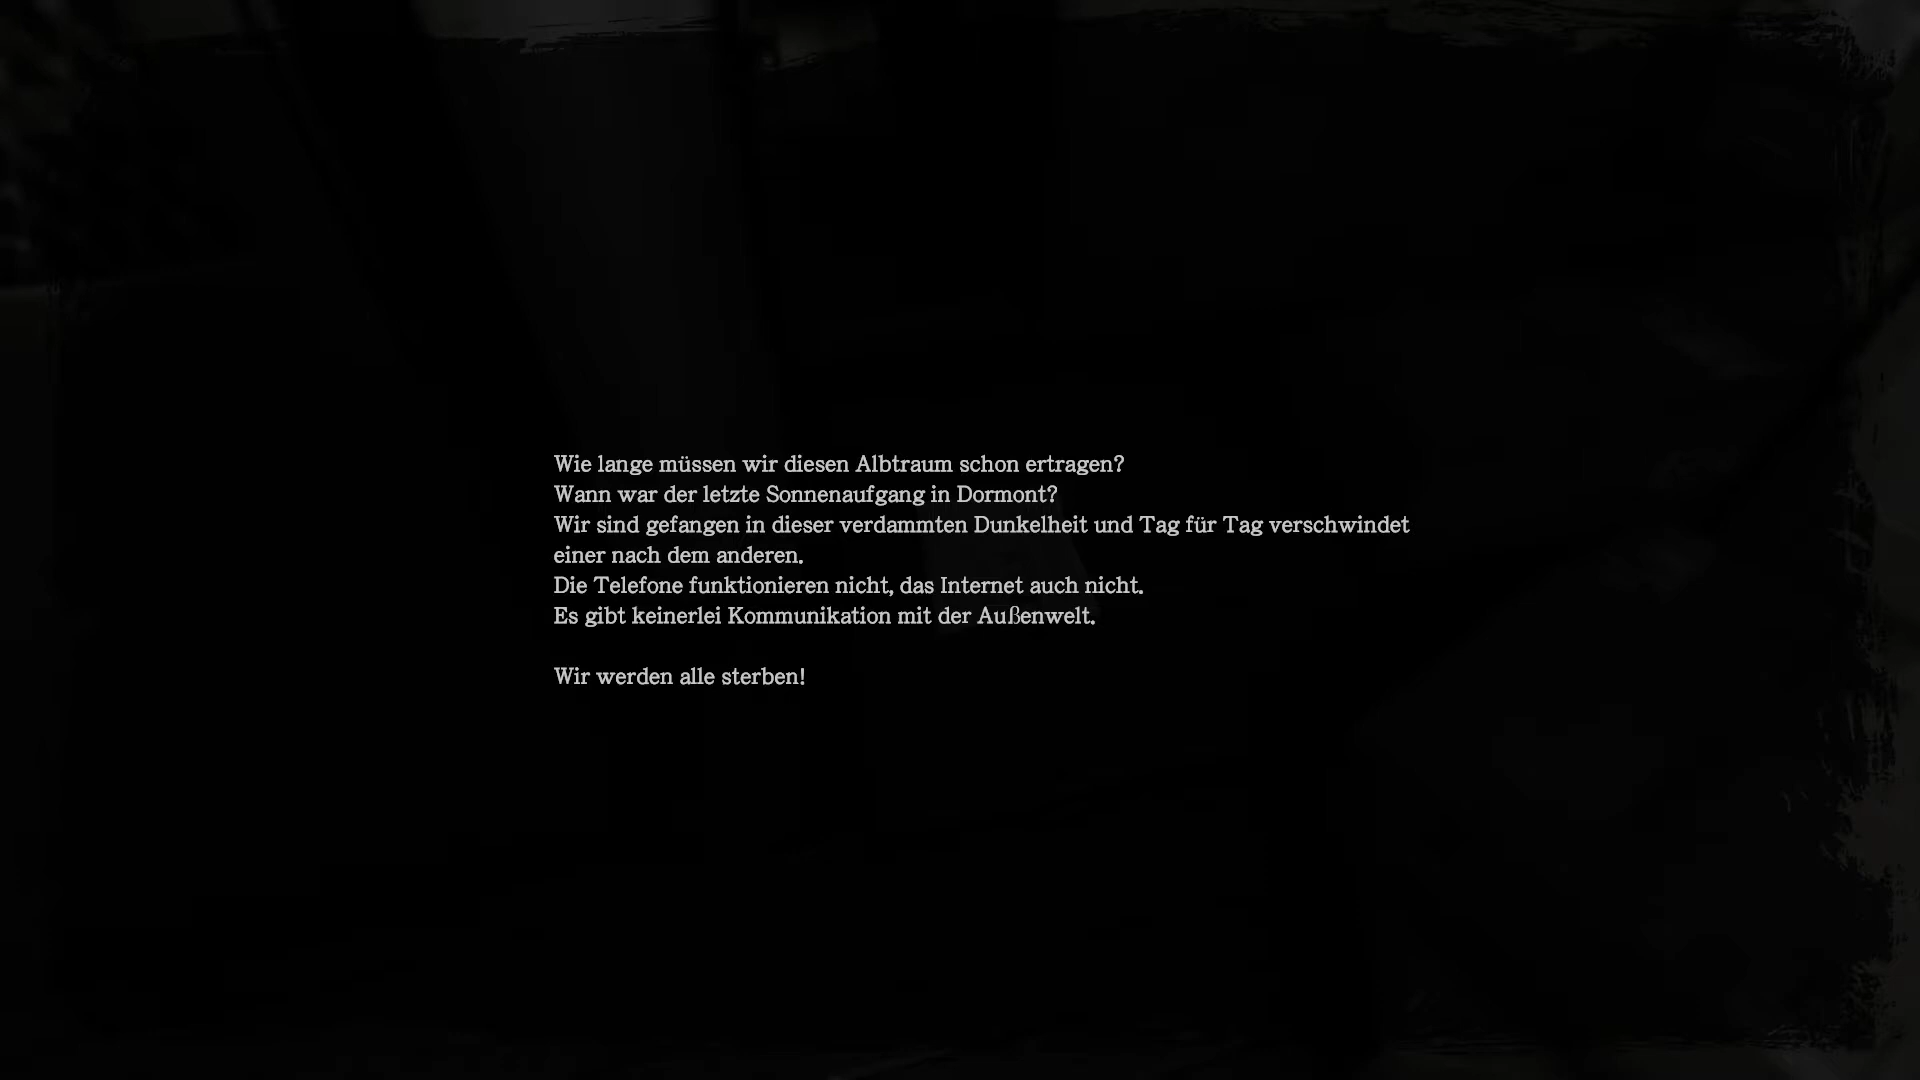 Wie lange müssen wir diesen Albtraum schon ertragen?
Wann war der letzte Sonnenaufgang in Dormont?
Wir sind gefangen in dieser verdammten Dunkelheit und Tag für Tag verschwindet
einer nach dem anderen.
Die Telefone funktionieren nicht, das Internet auch nicht.
Es gibt keinerlei Kommunikation mit der Außenwelt.
Wir werden alle sterben!